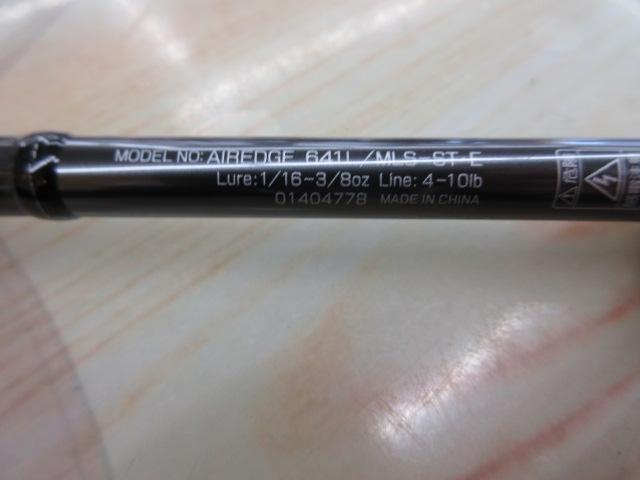 MODEL NO: AIREDGE 641L/MLS-ST・E
Lure:1/16-3/8oz Line: 4-10lb
01404778 MADE IN CHINA